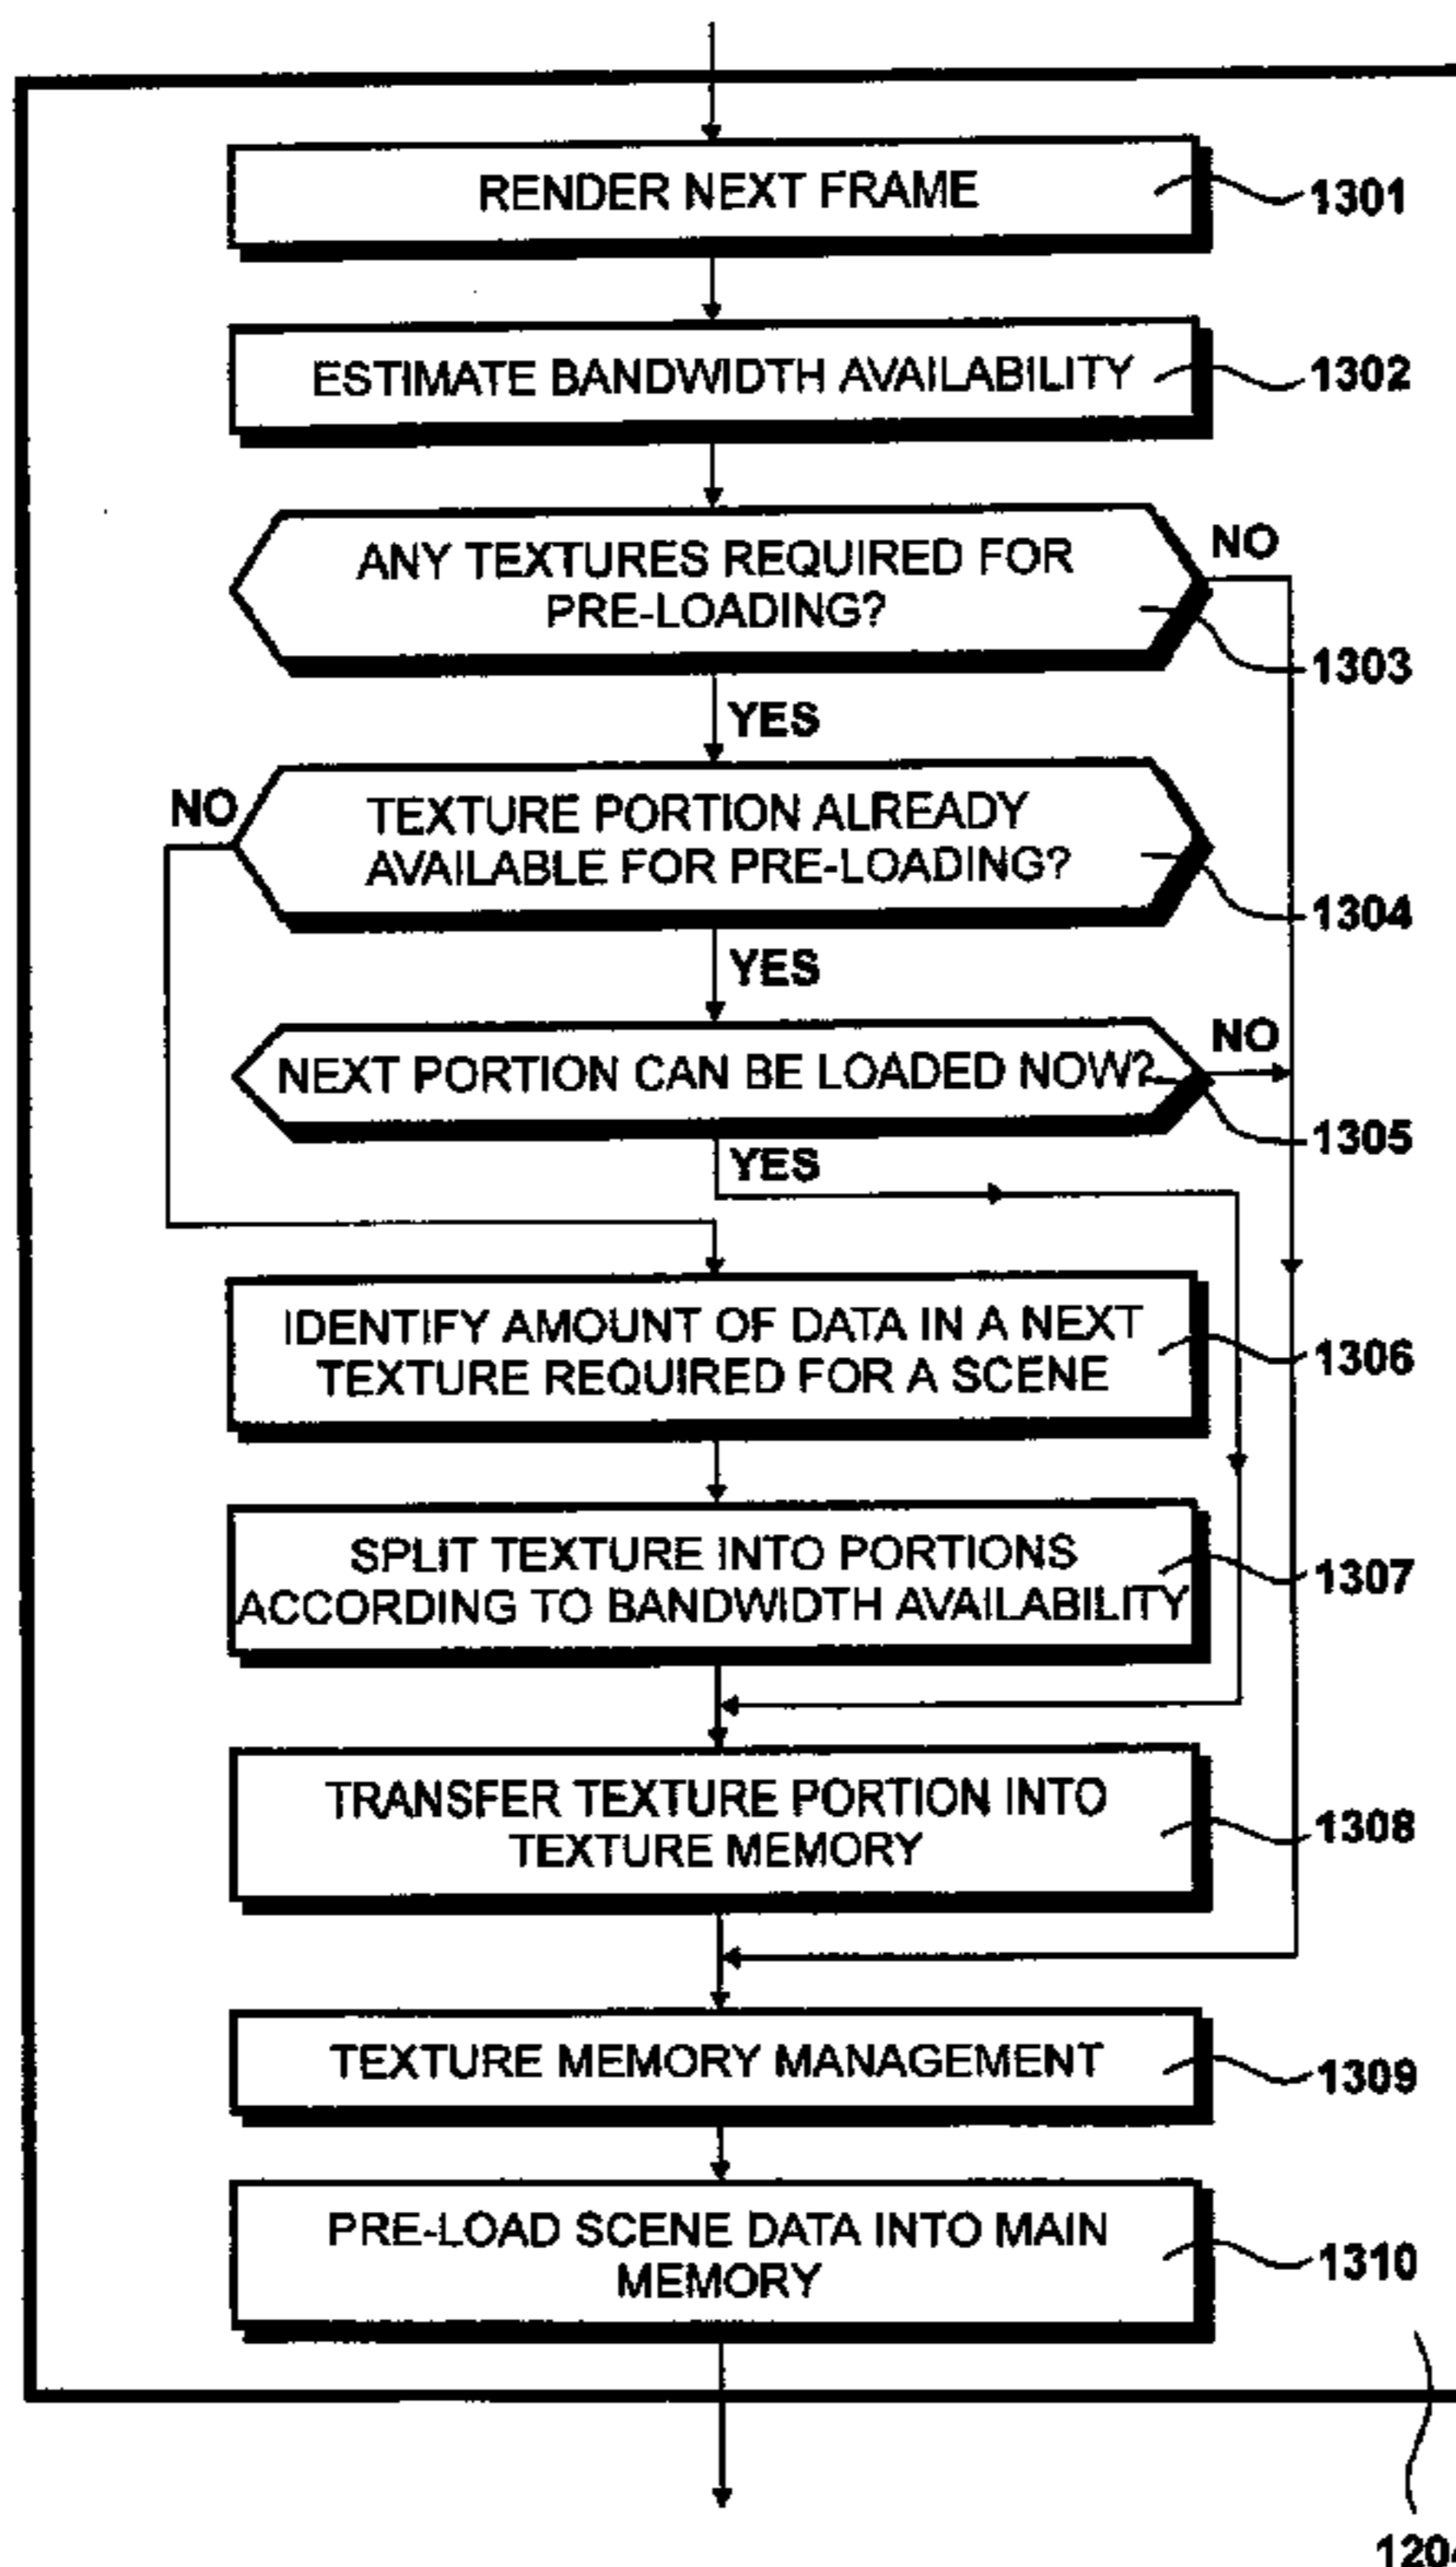 RENDER NEXT FRAME
1301
ESTIMATE BANDWIDTH AVAILABILITY
1302
ANY TEXTURES REQUIRED FOR
PRE-LOADING?
NO
1303
YES
NO
TEXTURE PORTION ALREADY
AVAILABLE FOR PRE-LOADING?
1304
YES
NEXT PORTION CAN BE LOADED NOW?
NO
1305
YES
IDENTIFY AMOUNT OF DATA IN A NEXT
TEXTURE REQUIRED FOR A SCENE
1306
SPLIT TEXTURE INTO PORTIONS
ACCORDING TO BANDWIDTH AVAILABILITY
1307
TRANSFER TEXTURE PORTION INTO
TEXTURE MEMORY
1308
TEXTURE MEMORY MANAGEMENT
1309
PRE-LOAD SCENE DATA INTO MAIN
MEMORY
1310
1204